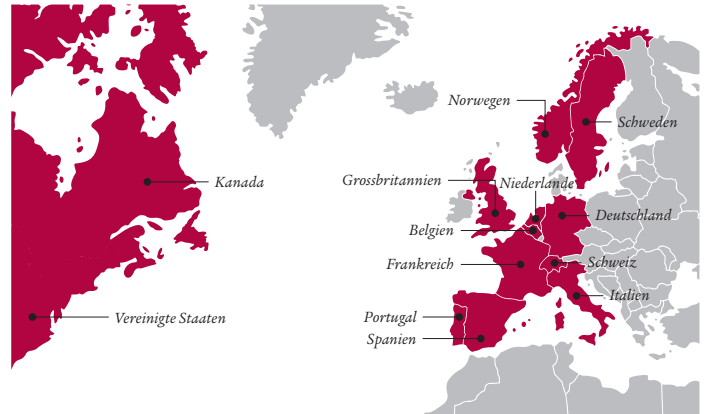 Norwegen
Schweden
Kanada
Grossbritannien
Niederlande
Deutschland
Belgien
Frankreich
Schweiz
Italien
Vereinigte Staaten
Portugal
Spanien